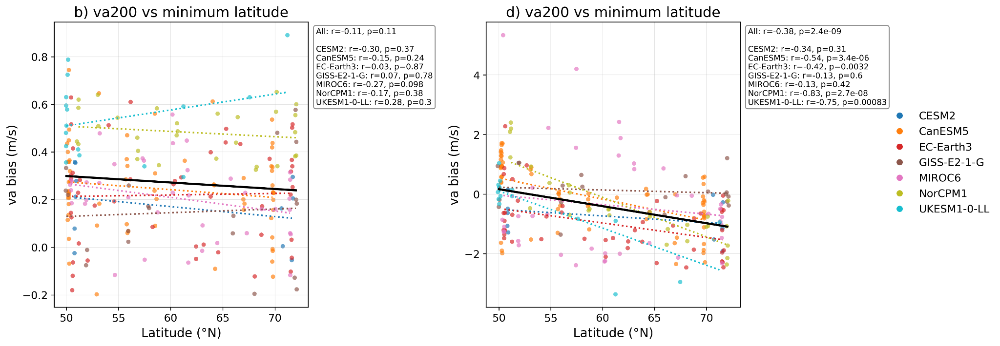 b) va200 vs minimum latitude
va bias (m/s)
0.8
0.6
0.4
0.2
0.0
−0.2
50
55
60
65
70
Latitude (°N)
All: r=-0.11, p=0.11
CESM2: r=-0.30, p=0.37
CanESM5: r=-0.15, p=0.24
EC-Earth3: r=0.03, p=0.87
GISS-E2-1-G: r=0.07, p=0.78
MIROC6: r=-0.27, p=0.098
NorCPM1: r=-0.17, p=0.38
UKESM1-0-LL: r=0.28, p=0.3
d) va200 vs minimum latitude
va bias (m/s)
4
2
0
−2
50
55
60
65
70
Latitude (°N)
All: r=-0.38, p=2.4e-09
CESM2: r=-0.34, p=0.31
CanESM5: r=-0.54, p=3.4e-06
EC-Earth3: r=-0.42, p=0.0032
GISS-E2-1-G: r=-0.13, p=0.6
MIROC6: r=-0.13, p=0.42
NorCPM1: r=-0.83, p=2.7e-08
UKESM1-0-LL: r=-0.75, p=0.00083
CESM2
CanESM5
EC-Earth3
GISS-E2-1-G
MIROC6
NorCPM1
UKESM1-0-LL